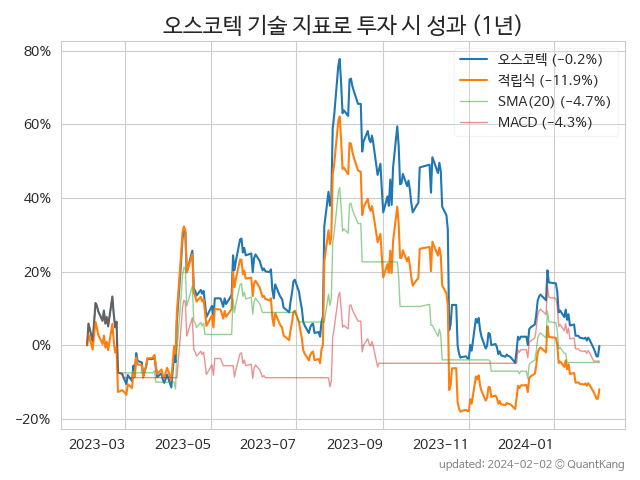 오스코텍 기술 지표로 투자 시 성과 (1년)
80%
60%
40%
20%
0%
−20%
오스코텍 (−0.2%)
적립식 (−11.9%)
SMA(20) (−4.7%)
MACD (−4.3%)
2023-03 2023-05 2023-07 2023-09 2023-11 2024-01
updated: 2024-02-02 © QuantKang